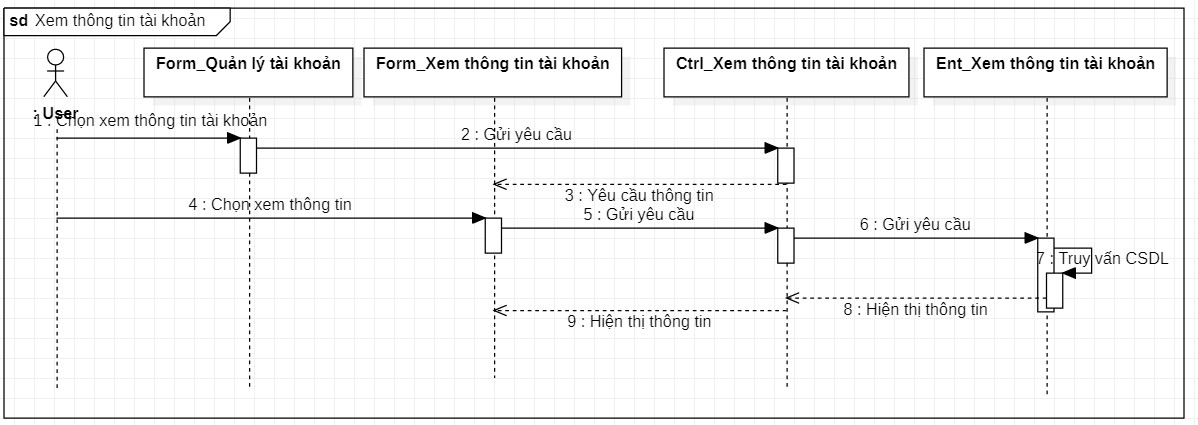 sd Xem thông tin tài khoản
Form_Quản lý tài khoản
Form_Xem thông tin tài khoản
Ctrl_Xem thông tin tài khoản
Ent_Xem thông tin tài khoản
: User
1 : Chọn xem thông tin tài khoản
2 : Gửi yêu cầu
3 : Yêu cầu thông tin
4 : Chọn xem thông tin
5 : Gửi yêu cầu
6 : Gửi yêu cầu
7 : Truy vấn CSDL
8 : Hiện thị thông tin
9 : Hiện thị thông tin